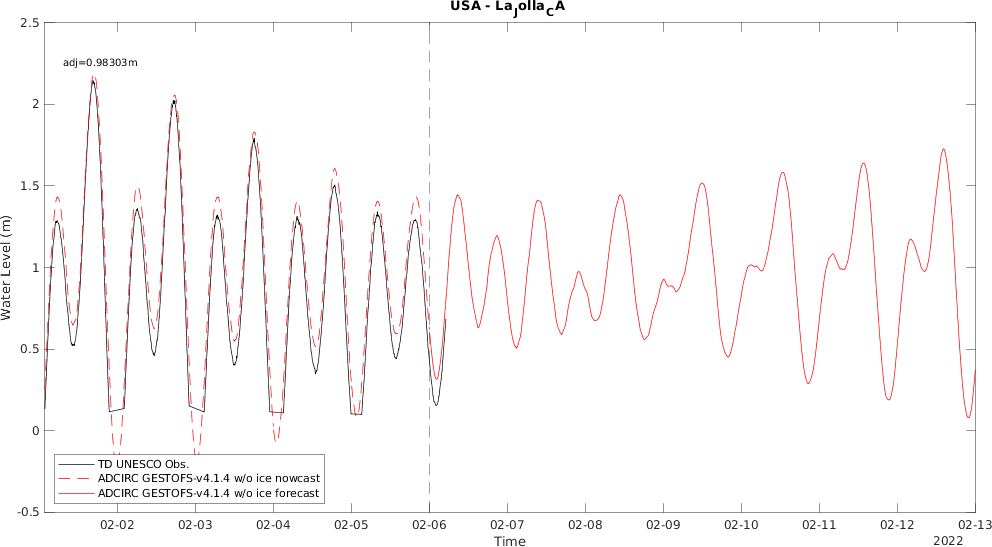 USA - LaJollaCA
2.5
adj=0.98303m
2
1.5
1
0.5
0
-0.5
Water Level (m)
TD UNESCO Obs.
ADCIRC GESTOFS-v4.1.4 w/o ice nowcast
ADCIRC GESTOFS-v4.1.4 w/o ice forecast
02-02 02-03 02-04 02-05 02-06 02-07 02-08 02-09 02-10 02-11 02-12 02-13
Time
2022